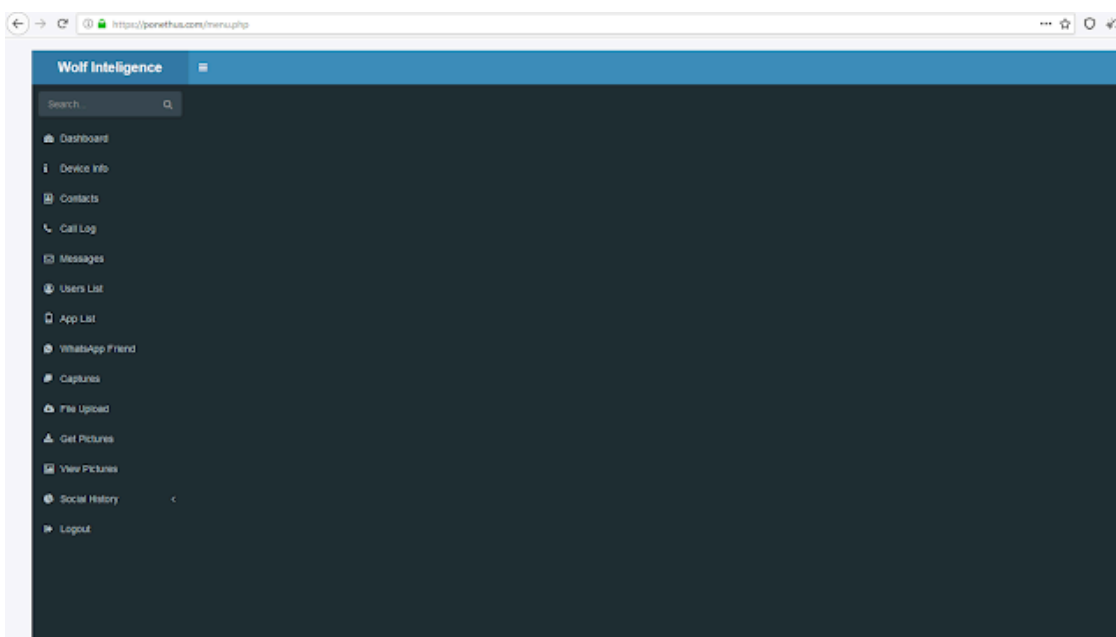 https://ponethus.com/menu.php
Wolf Inteligence
Search...
Dashboard
Device Info
Contacts
Call Log
Messages
Users List
App List
WhatsApp Friend
Captures
File Upload
Get Pictures
View Pictures
Social History
Logout